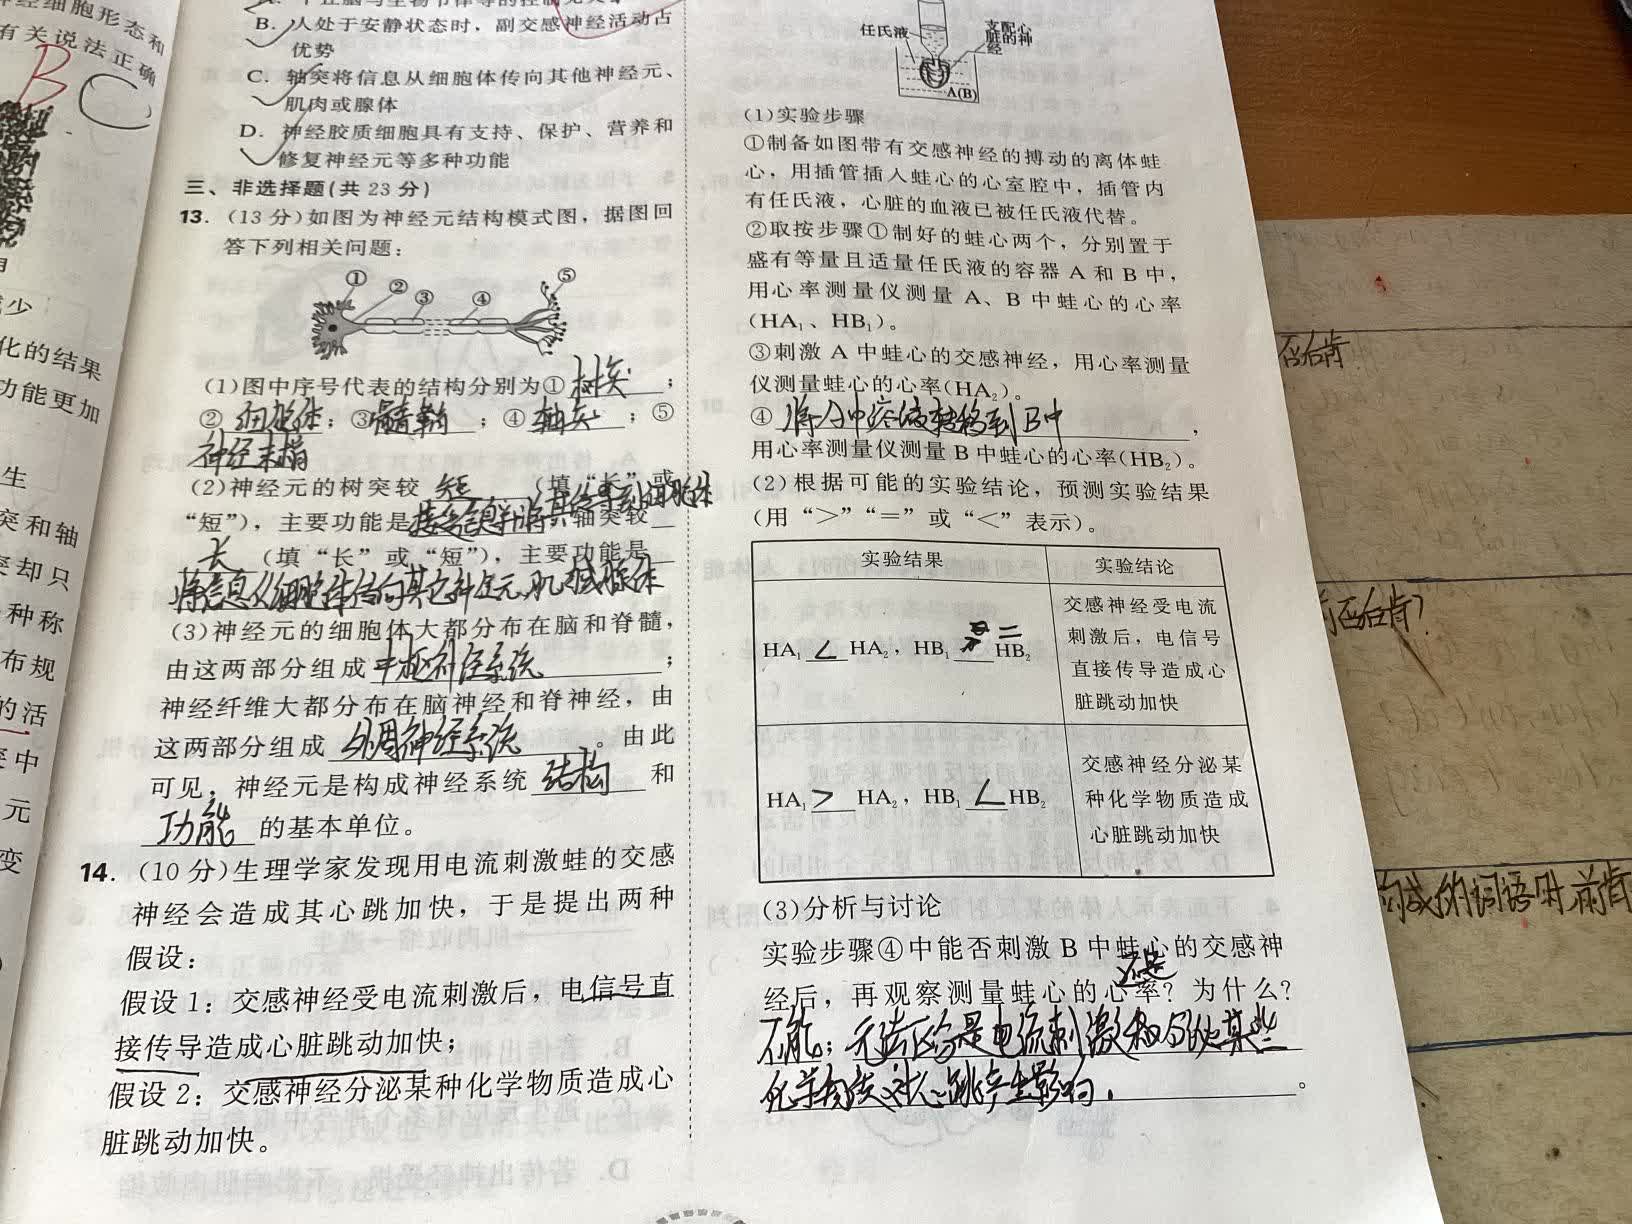 经细胞形态和
有关说法正确
B
C
少
化的结果
功能更加
生
突和轴
突却只
种称
布规
的活
突中
元
变
B. 人处于安静状态时，副交感神经活动占
优势
C. 轴突将信息从细胞体传向其他神经元、
肌肉或腺体
D. 神经胶质细胞具有支持、保护、营养和
修复神经元等多种功能
三、非选择题(共 23 分)
13. (13 分)如图为神经元结构模式图，据图回
答下列相关问题：
① ② ③ ④ ⑤
(1)图中序号代表的结构分别为①树突；
②细胞体；③髓鞘；④轴突；⑤
神经末梢
(2)神经元的树突较 短 (填“长”或
“短”)，主要功能是接受信息并将其传导到细胞体 轴突较
长 (填“长”或“短”)，主要功能是
将信息从细胞体传向其它神经元、肌肉或腺体
(3)神经元的细胞体大都分布在脑和脊髓，
由这两部分组成中枢神经系统；
神经纤维大都分布在脑神经和脊神经，由
这两部分组成 外周神经系统。由此
可见，神经元是构成神经系统 结构 和
功能 的基本单位。
14. (10 分)生理学家发现用电流刺激蛙的交感
神经会造成其心跳加快，于是提出两种
假设：
假设 1：交感神经受电流刺激后，电信号直
接传导造成心脏跳动加快；
假设 2：交感神经分泌某种化学物质造成心
脏跳动加快。
任氏液
支配心
脏的神
经
A(B)
(1)实验步骤
①制备如图带有交感神经的搏动的离体蛙
心，用插管插入蛙心的心室腔中，插管内
有任氏液，心脏的血液已被任氏液代替。
②取按步骤①制好的蛙心两个，分别置于
盛有等量且适量任氏液的容器 A 和 B 中，
用心率测量仪测量 A、B 中蛙心的心率
(HA₁、HB₁)。
③刺激 A 中蛙心的交感神经，用心率测量
仪测量蛙心的心率(HA₂)。
④ 将A中溶液转移到B中，
用心率测量仪测量 B 中蛙心的心率(HB₂)。
(2)根据可能的实验结论，预测实验结果
(用“>”“=”或“<”表示)。
实验结果 实验结论
HA₁ < HA₂，HB₁ = HB₂
交感神经受电流
刺激后，电信号
直接传导造成心
脏跳动加快
HA₁ > HA₂，HB₁ < HB₂
交感神经分泌某
种化学物质造成
心脏跳动加快
(3)分析与讨论
实验步骤④中能否刺激 B 中蛙心的交感神
还是
经后，再观察测量蛙心的心率？为什么？
不能；无法区分是电流刺激和分泌某些
化学物质对心跳产生影响。
否右肯
右肯？
构成的词语时，前肯